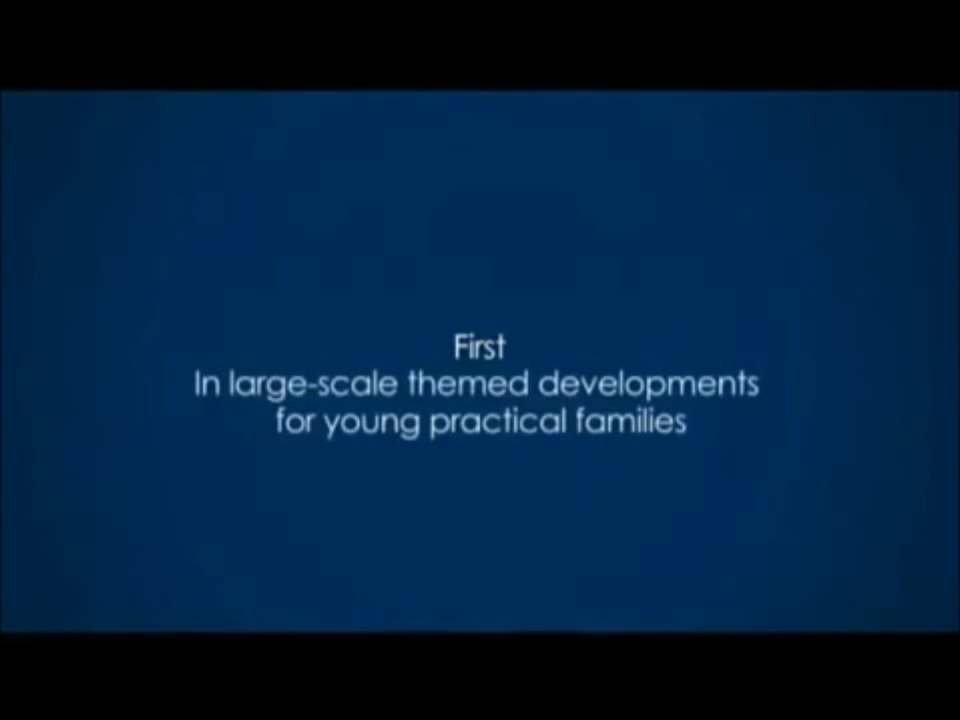 First
In large-scale themed developments
for young practical families